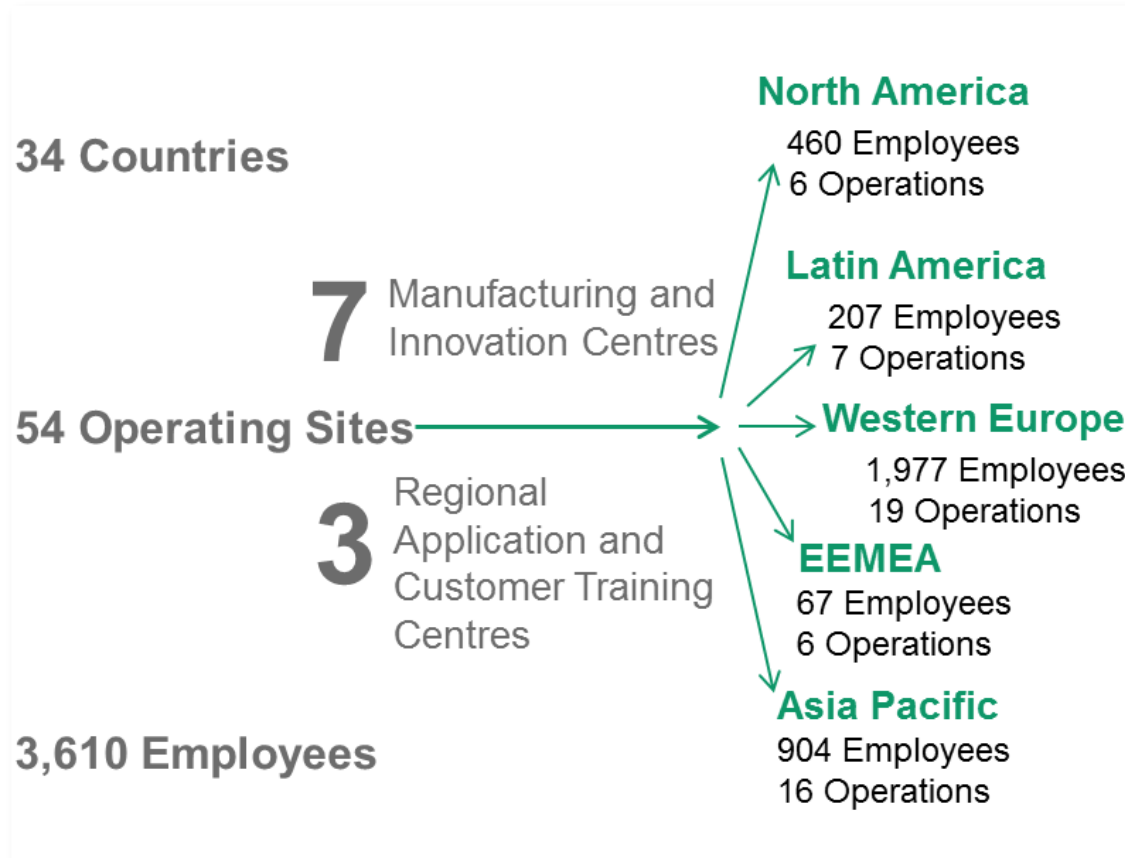 34 Countries
7
Manufacturing and
Innovation Centres
54 Operating Sites
3
Regional
Application and
Customer Training
Centres
3,610 Employees
North America
460 Employees
6 Operations
Latin America
207 Employees
7 Operations
Western Europe
1,977 Employees
19 Operations
EEMEA
67 Employees
6 Operations
Asia Pacific
904 Employees
16 Operations